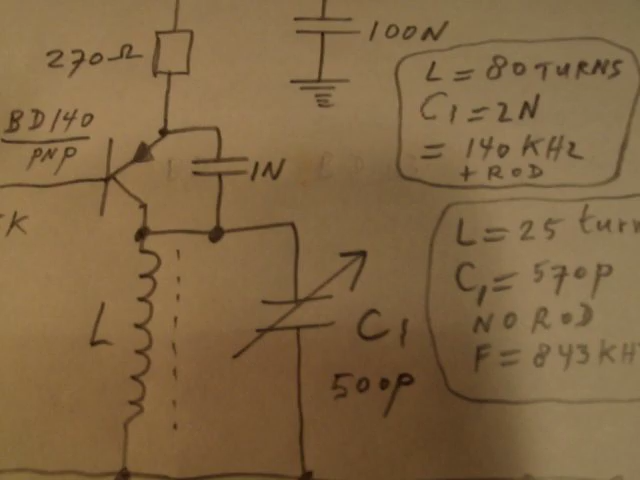 270Ω
100N
BD140
PNP
1N
K
L
C1
500p
L = 80 TURNS
C1 = 2N
= 140 KHz
+ ROD
L = 25 turn
C1 = 570p
NO ROD
F = 843 KH